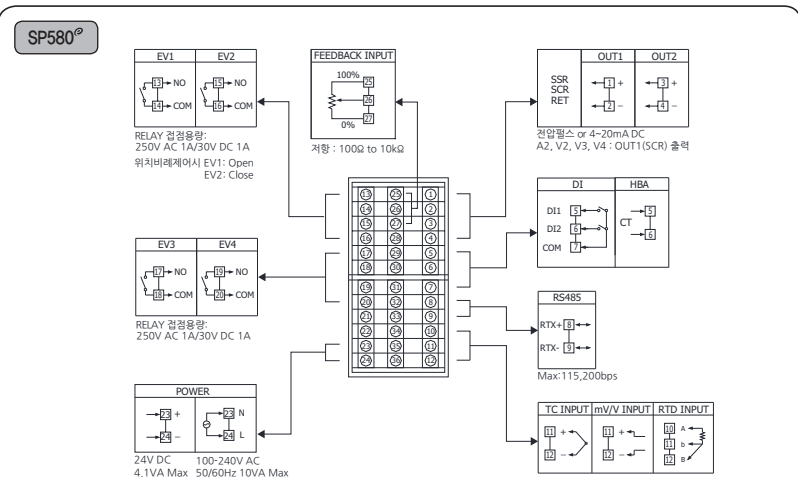 SP580ᵉ
EV1 EV2
13 NO 15 NO
14 COM 16 COM
RELAY 접점용량:
250V AC 1A/30V DC 1A
위치비례제어시 EV1: Open
EV2: Close
FEEDBACK INPUT
100% 25
26
0% 27
저항 : 100Ω to 10kΩ
OUT1 OUT2
SSR
SCR
RET
1 + 3 +
2 − 4 −
전압펄스 or 4~20mA DC
A2, V2, V3, V4 : OUT1(SCR) 출력
13 25 1
14 26 2
15 27 3
16 28 4
17 29 5
18 30 6
19 31 7
20 32 8
21 33 9
22 34 10
23 35 11
24 36 12
DI HBA
DI1 5
DI2 6
COM 7
CT 5
6
EV3 EV4
17 NO 19 NO
18 COM 20 COM
RELAY 접점용량:
250V AC 1A/30V DC 1A
RS485
RTX+ 8
RTX- 9
Max:115,200bps
POWER
23 + 23 N
24 − 24 L
24V DC 100-240V AC
4.1VA Max 50/60Hz 10VA Max
TC INPUT mV/V INPUT RTD INPUT
11 + 11 + 10 A
11 b
12 − 12 − 12 B